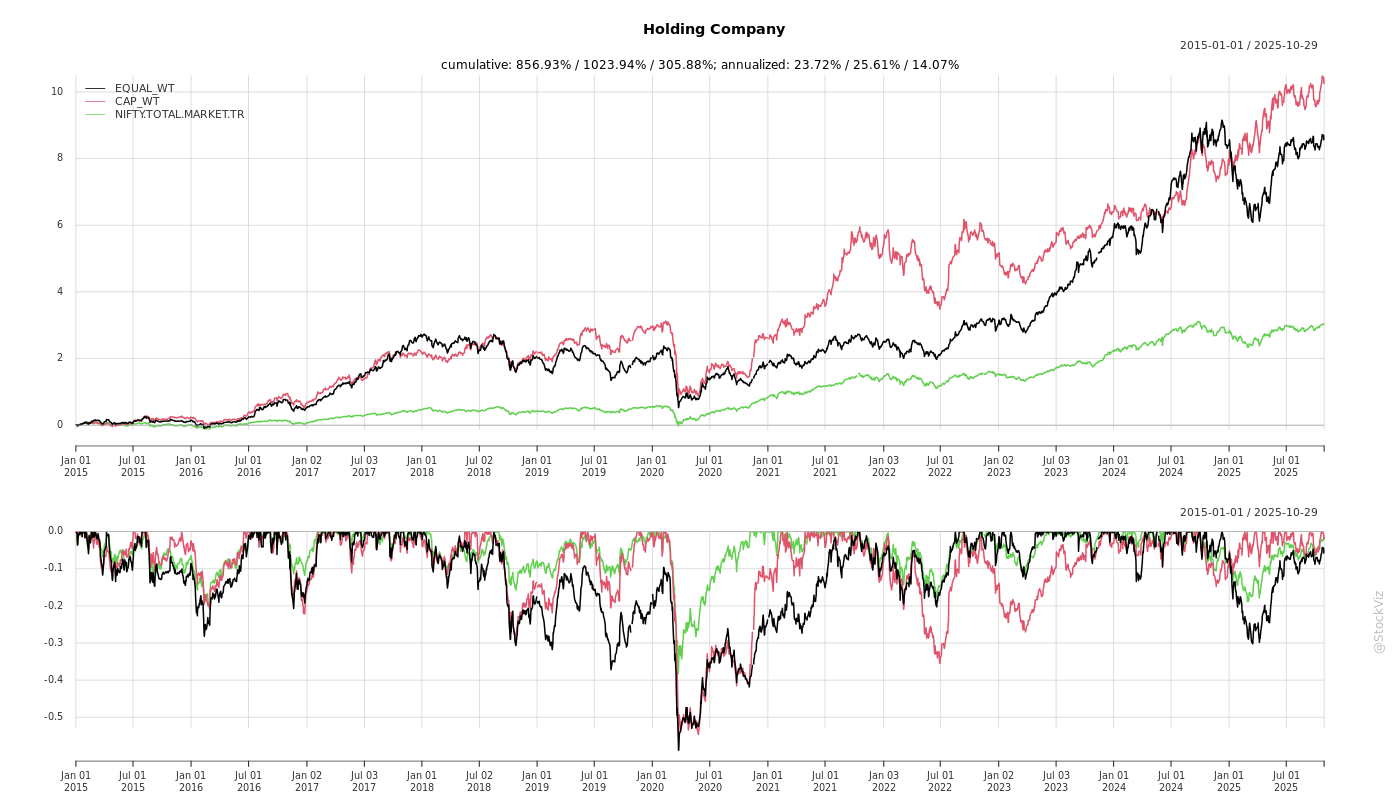 Holding Company
2015-01-01 / 2025-10-29
cumulative: 856.93% / 1023.94% / 305.88%; annualized: 23.72% / 25.61% / 14.07%
EQUAL_WT
CAP_WT
NIFTY.TOTAL.MARKET.TR
10
8
6
4
2
0
Jan 01 Jul 01 Jan 01 Jul 01 Jan 02 Jul 03 Jan 01 Jul 02 Jan 01 Jul 01 Jan 01 Jul 01 Jan 01 Jul 01 Jan 03 Jul 01 Jan 02 Jul 03 Jan 01 Jul 01 Jan 01 Jul 01
2015 2015 2016 2016 2017 2017 2018 2018 2019 2019 2020 2020 2021 2021 2022 2022 2023 2023 2024 2024 2025 2025
2015-01-01 / 2025-10-29
0.0
-0.1
-0.2
-0.3
-0.4
-0.5
Jan 01 Jul 01 Jan 01 Jul 01 Jan 02 Jul 03 Jan 01 Jul 02 Jan 01 Jul 01 Jan 01 Jul 01 Jan 01 Jul 01 Jan 03 Jul 01 Jan 02 Jul 03 Jan 01 Jul 01 Jan 01 Jul 01
2015 2015 2016 2016 2017 2017 2018 2018 2019 2019 2020 2020 2021 2021 2022 2022 2023 2023 2024 2024 2025 2025
@StockViz